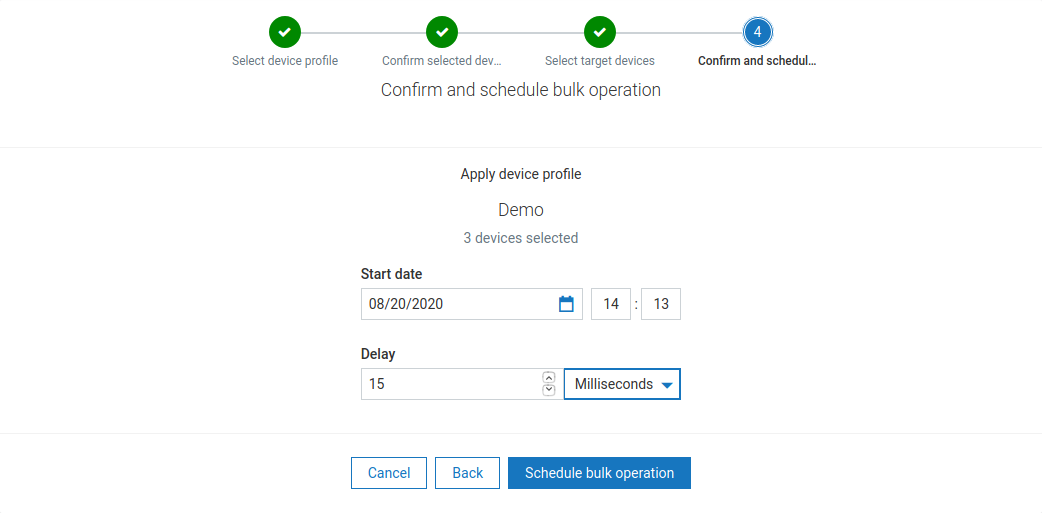 4
Select device profile
Confirm selected dev...
Select target devices
Confirm and schedul...
Confirm and schedule bulk operation
Apply device profile
Demo
3 devices selected
Start date
08/20/2020 14 : 13
Delay
15 Milliseconds
Cancel Back Schedule bulk operation